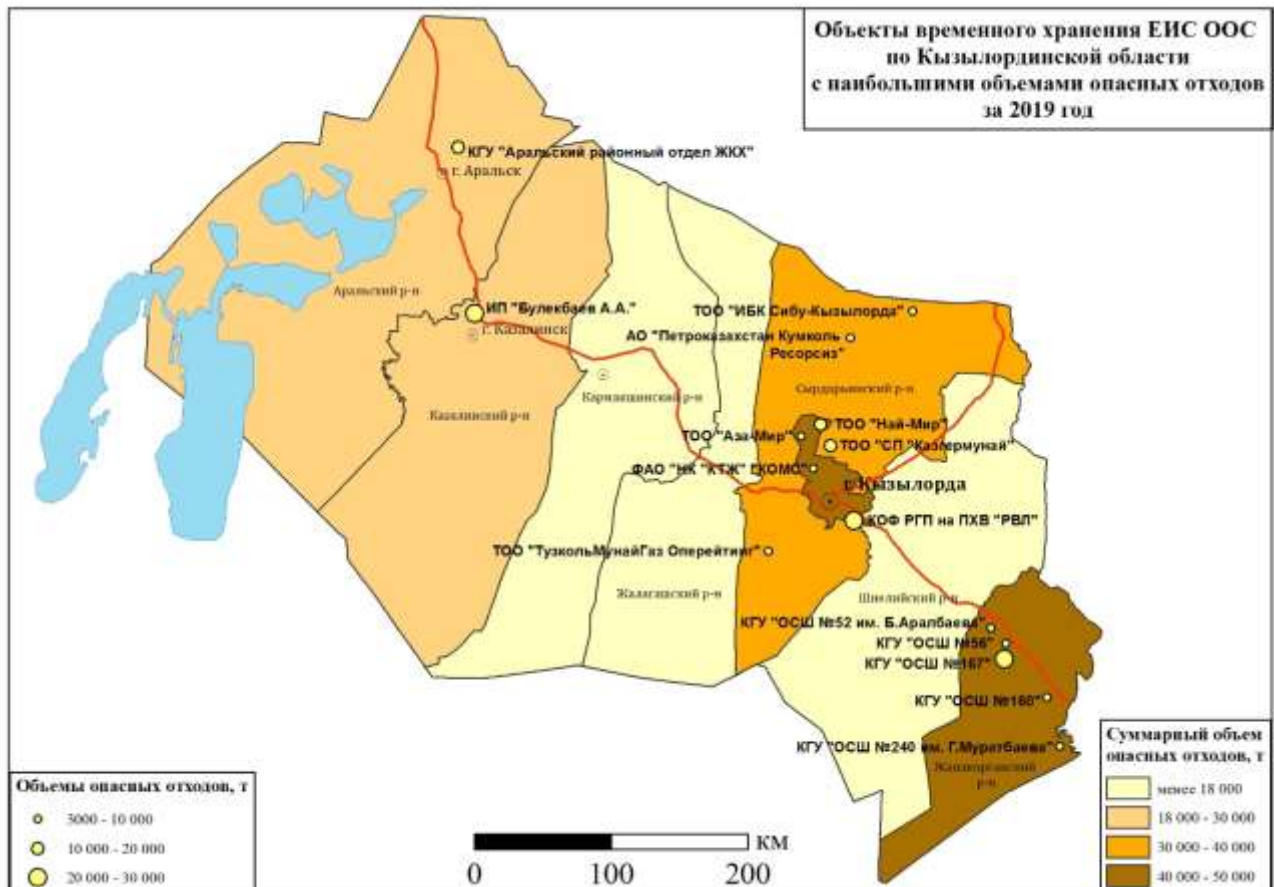 Объекты временного хранения ЕИС ООС
по Кызылординской области
с наибольшими объемами опасных отходов
за 2019 год
КГУ "Аральский районный отдел ЖКХ"
г. Аральск
Аральский р-н
ИП "Булекбаев А.А."
г. Казалинск
ТОО "ИБК Сибу-Кызылорда"
АО "Петроказахстан Кумколь
Ресорсиз"
Сырдарьинский р-н
Кармакшинский р-н
Казалинский р-н
ТОО "Най-Мир"
ТОО "Аза-Мир"
ТОО "СП "Казгермунай"
ФАО "НК "КТЖ" ГКОМС"
г. Кызылорда
КОФ РГП на ПХВ "РВЛ"
ТОО "ТузкольМунайГаз Оперейтинг"
Жалагашский р-н
Шиелийский р-н
КГУ "ОСШ №52 им. Б.Аралбаева"
КГУ "ОСШ №56"
КГУ "ОСШ №167"
КГУ "ОСШ №160"
КГУ "ОСШ №240 им. Г.Муратбаева"
Жанакорганский
р-н
Объемы опасных отходов, т
3000 - 10 000
10 000 - 20 000
20 000 - 30 000
км
0 100 200
Суммарный объем
опасных отходов, т
менее 18 000
18 000 - 30 000
30 000 - 40 000
40 000 - 50 000